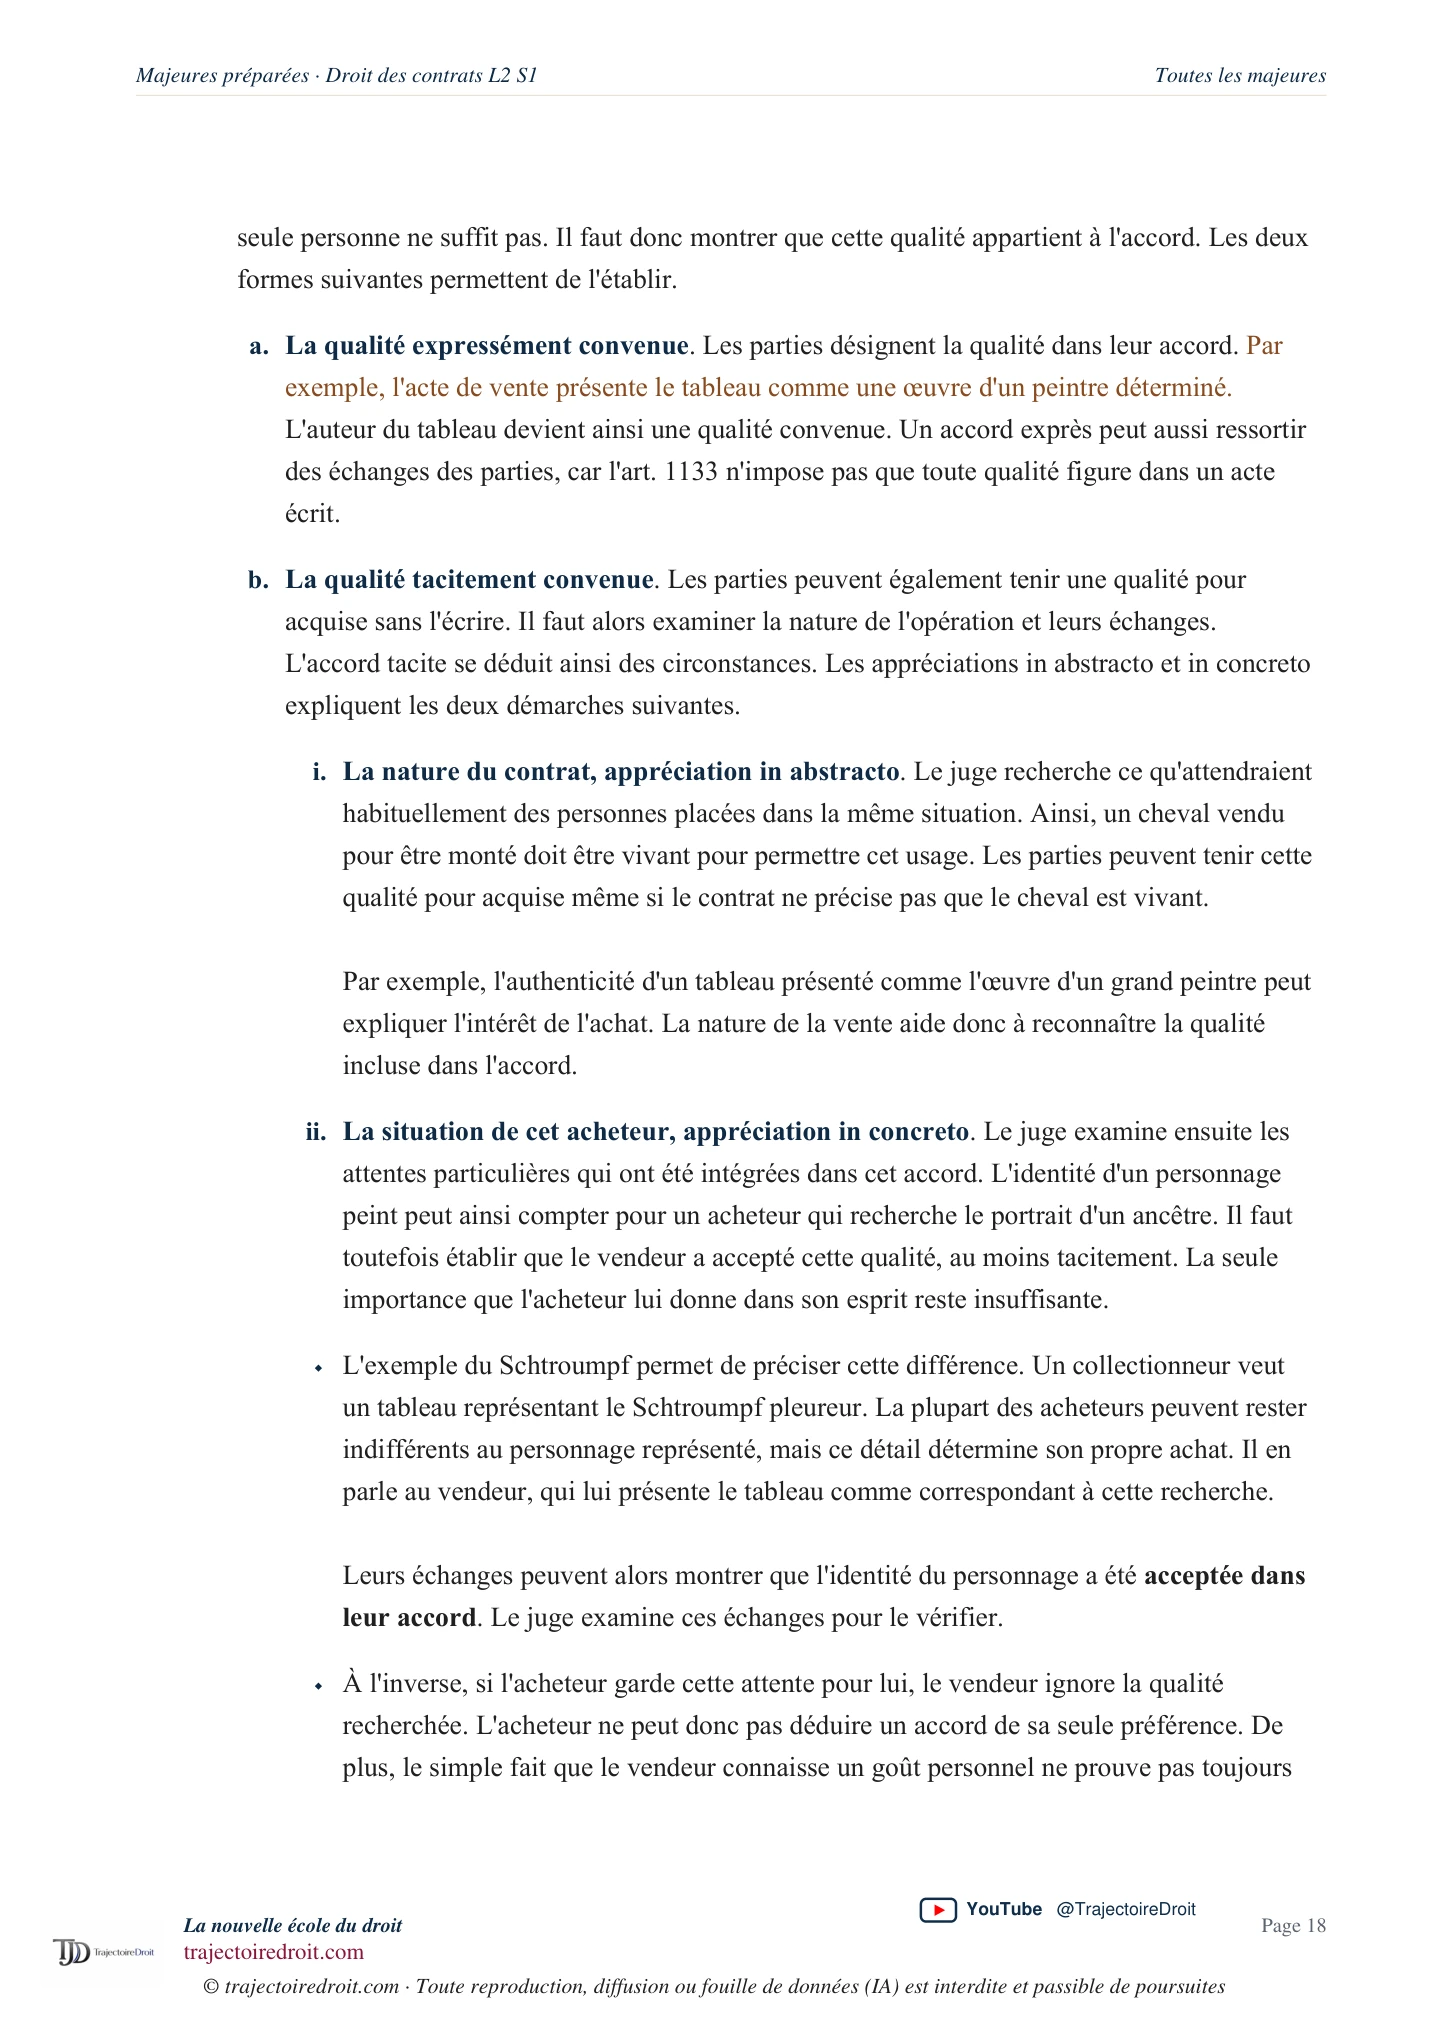 Majeures préparées · Droit des contrats L2 S1
Toutes les majeures
seule personne ne suffit pas. Il faut donc montrer que cette qualité appartient à l'accord. Les deux
formes suivantes permettent de l'établir.
a. La qualité expressément convenue. Les parties désignent la qualité dans leur accord. Par
exemple, l'acte de vente présente le tableau comme une œuvre d'un peintre déterminé.
L'auteur du tableau devient ainsi une qualité convenue. Un accord exprès peut aussi ressortir
des échanges des parties, car l'art. 1133 n'impose pas que toute qualité figure dans un acte
écrit.
b. La qualité tacitement convenue. Les parties peuvent également tenir une qualité pour
acquise sans l'écrire. Il faut alors examiner la nature de l'opération et leurs échanges.
L'accord tacite se déduit ainsi des circonstances. Les appréciations in abstracto et in concreto
expliquent les deux démarches suivantes.
i. La nature du contrat, appréciation in abstracto. Le juge recherche ce qu'attendraient
habituellement des personnes placées dans la même situation. Ainsi, un cheval vendu
pour être monté doit être vivant pour permettre cet usage. Les parties peuvent tenir cette
qualité pour acquise même si le contrat ne précise pas que le cheval est vivant.
Par exemple, l'authenticité d'un tableau présenté comme l'œuvre d'un grand peintre peut
expliquer l'intérêt de l'achat. La nature de la vente aide donc à reconnaître la qualité
incluse dans l'accord.
ii. La situation de cet acheteur, appréciation in concreto. Le juge examine ensuite les
attentes particulières qui ont été intégrées dans cet accord. L'identité d'un personnage
peint peut ainsi compter pour un acheteur qui recherche le portrait d'un ancêtre. Il faut
toutefois établir que le vendeur a accepté cette qualité, au moins tacitement. La seule
importance que l'acheteur lui donne dans son esprit reste insuffisante.
⬩ L'exemple du Schtroumpf permet de préciser cette différence. Un collectionneur veut
un tableau représentant le Schtroumpf pleureur. La plupart des acheteurs peuvent rester
indifférents au personnage représenté, mais ce détail détermine son propre achat. Il en
parle au vendeur, qui lui présente le tableau comme correspondant à cette recherche.
Leurs échanges peuvent alors montrer que l'identité du personnage a été acceptée dans
leur accord. Le juge examine ces échanges pour le vérifier.
⬩ À l'inverse, si l'acheteur garde cette attente pour lui, le vendeur ignore la qualité
recherchée. L'acheteur ne peut donc pas déduire un accord de sa seule préférence. De
plus, le simple fait que le vendeur connaisse un goût personnel ne prouve pas toujours
YouTube @TrajectoireDroit
La nouvelle école du droit
Page 18
TJD TrajectoireDroit
trajectoiredroit.com
© trajectoiredroit.com · Toute reproduction, diffusion ou fouille de données (IA) est interdite et passible de poursuites